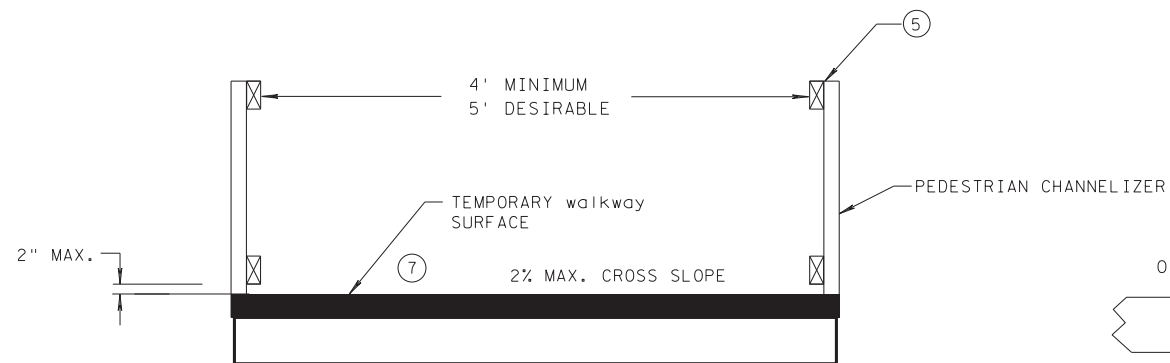 5
4' MINIMUM
5' DESIRABLE
PEDESTRIAN CHANNELIZER
TEMPORARY walkway
SURFACE
2" MAX.
7
2% MAX. CROSS SLOPE
O